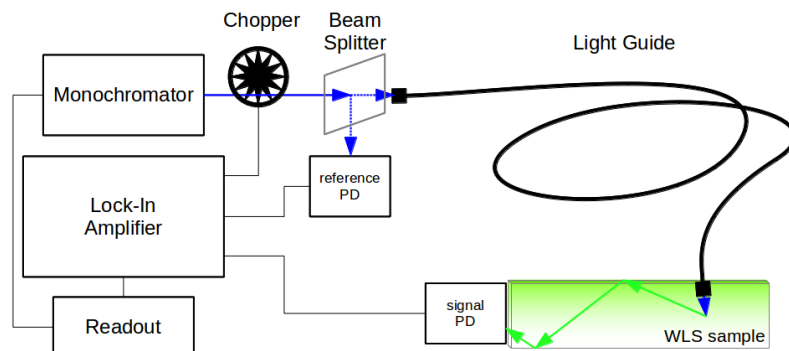 Chopper
Beam
Splitter
Light Guide
Monochromator
reference
PD
Lock-In
Amplifier
signal
PD
Readout
WLS sample